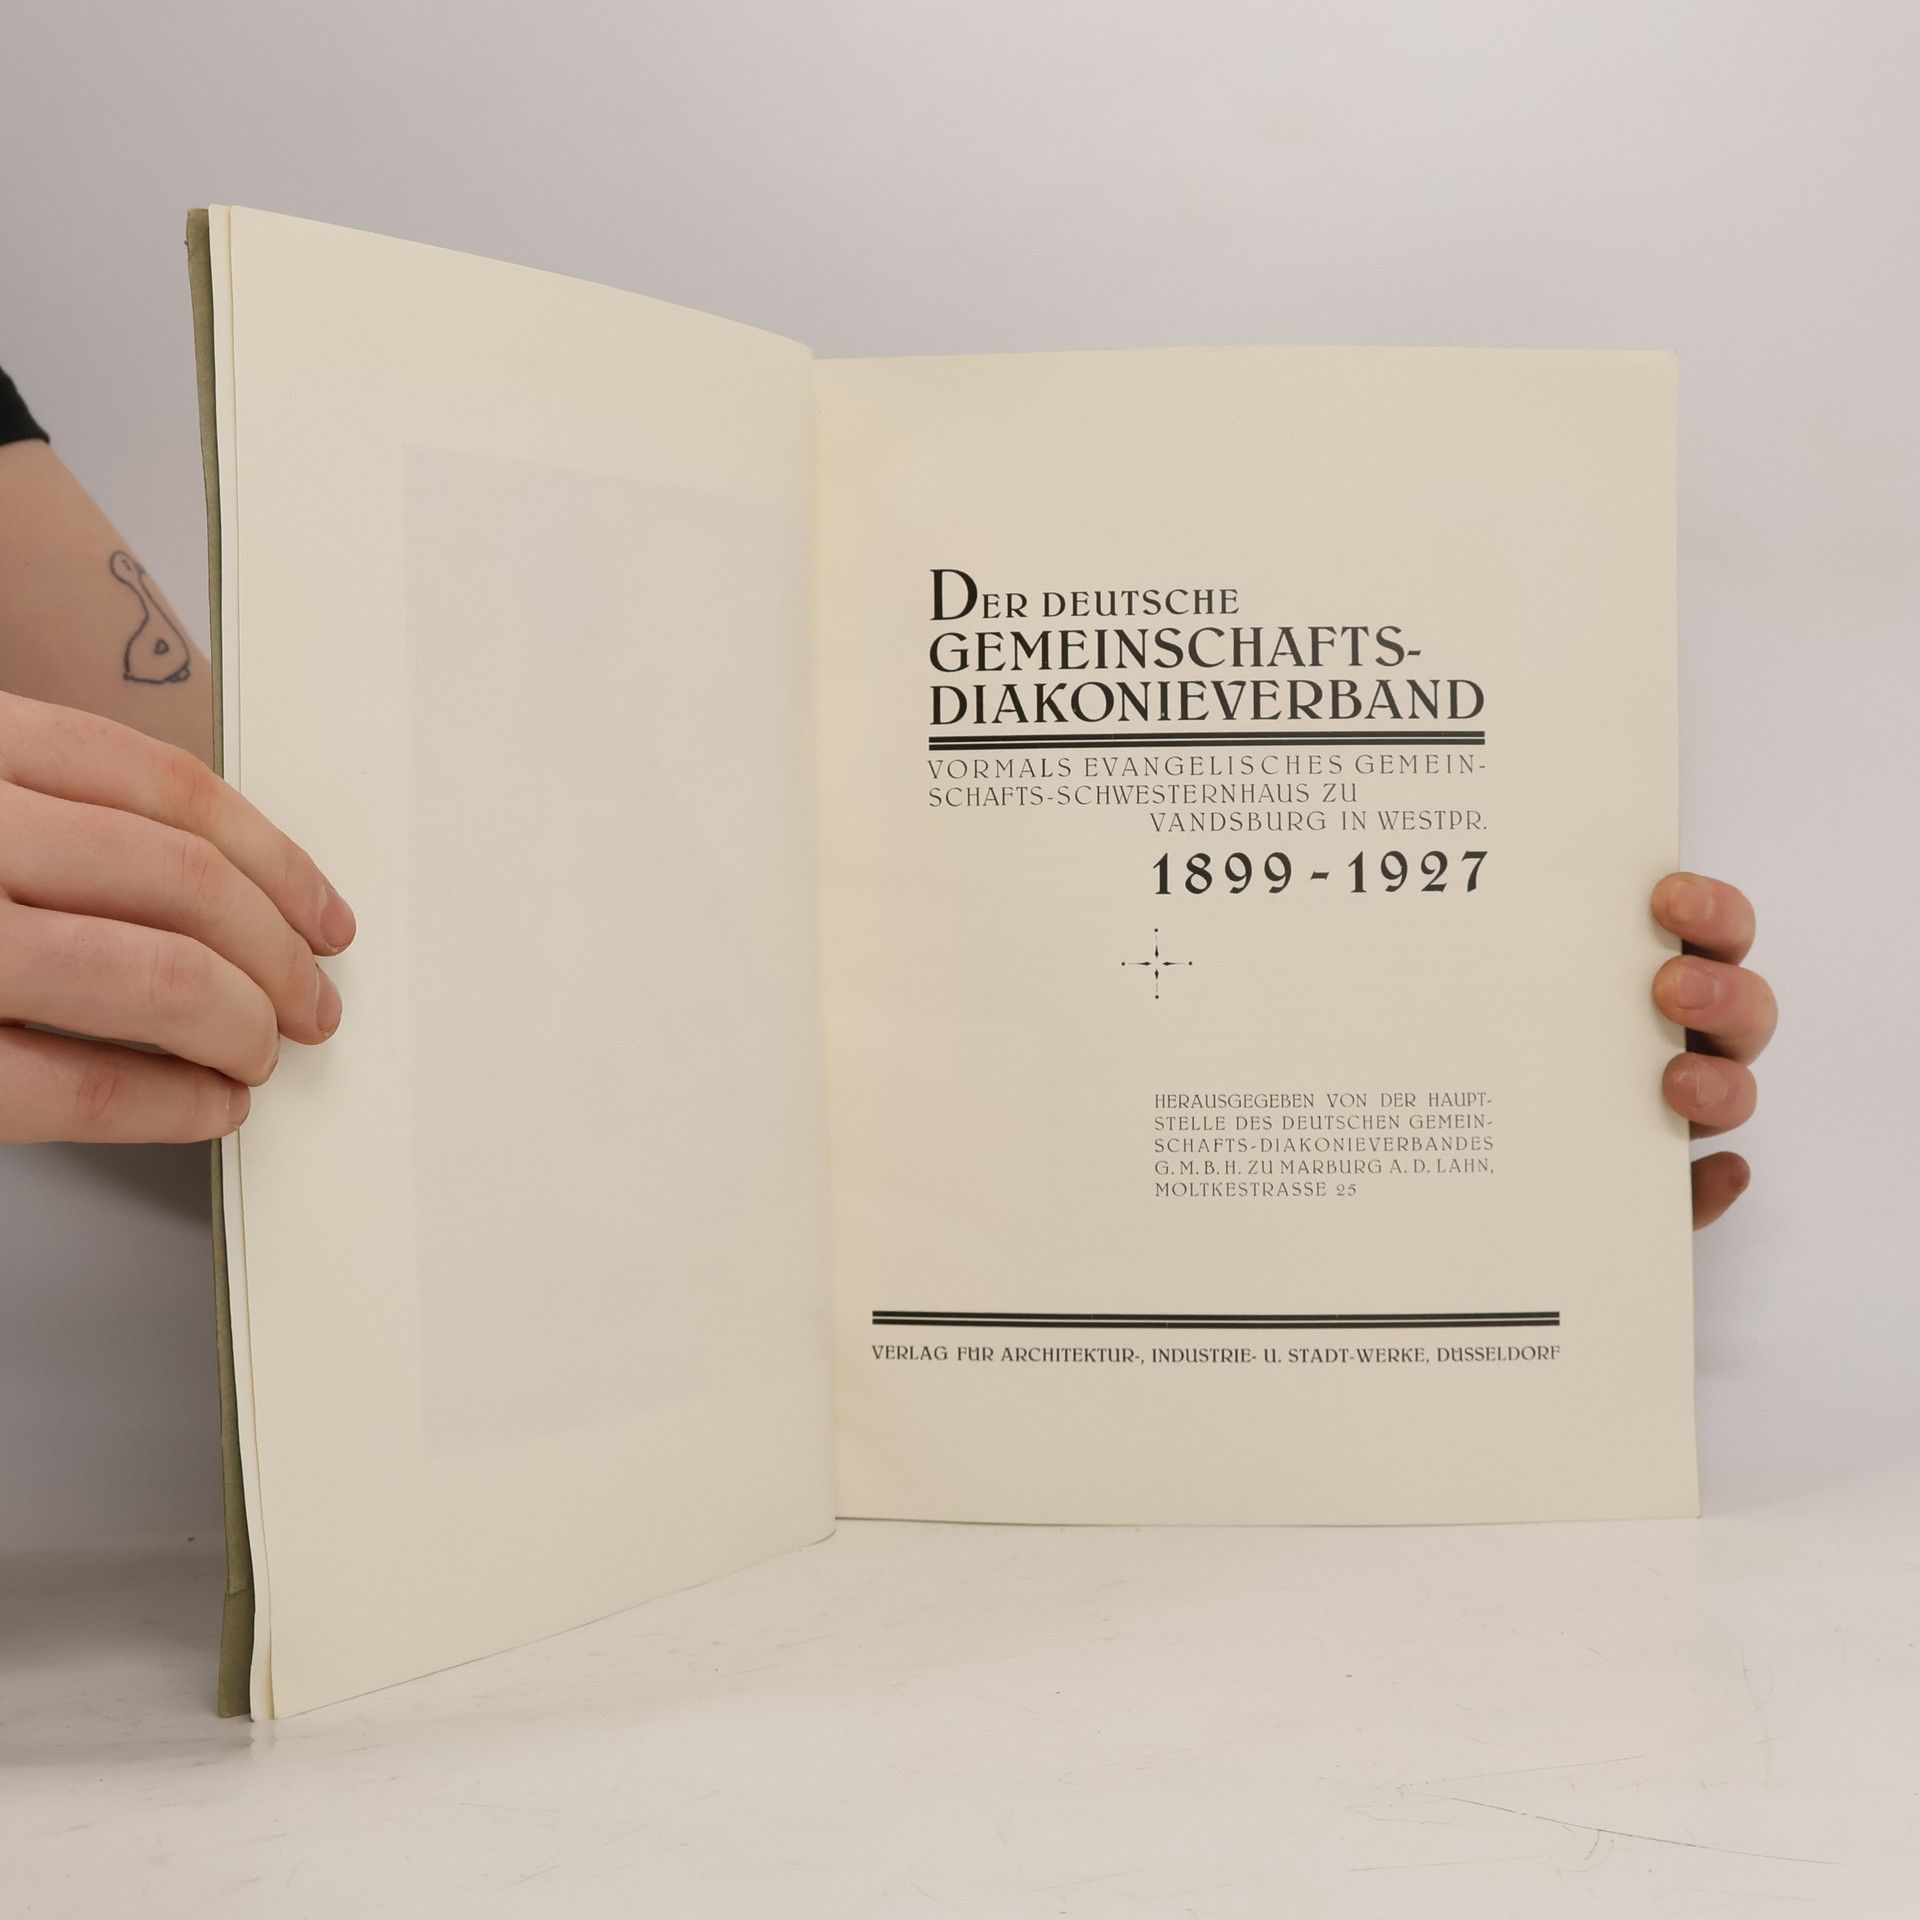 DER DEUTSCHE
GEMEINSCHAFTS-
DIAKONIEVERBAND
VORMALS EVANGELISCHES GEMEIN-
SCHAFTS-SCHWESTERNHAUS ZU
VANDSBURG IN WESTPR.
1899-1927
HERAUSGEGEBEN VON DER HAUPT-
STELLE DES DEUTSCHEN GEMEIN-
SCHAFTS-DIAKONIEVERBANDES
G.M.B.H. ZU MARBURG A.D. LAHN,
MOLTKESTRASSE 25
VERLAG FÜR ARCHITEKTUR-, INDUSTRIE- U. STADT-WERKE, DÜSSELDORF